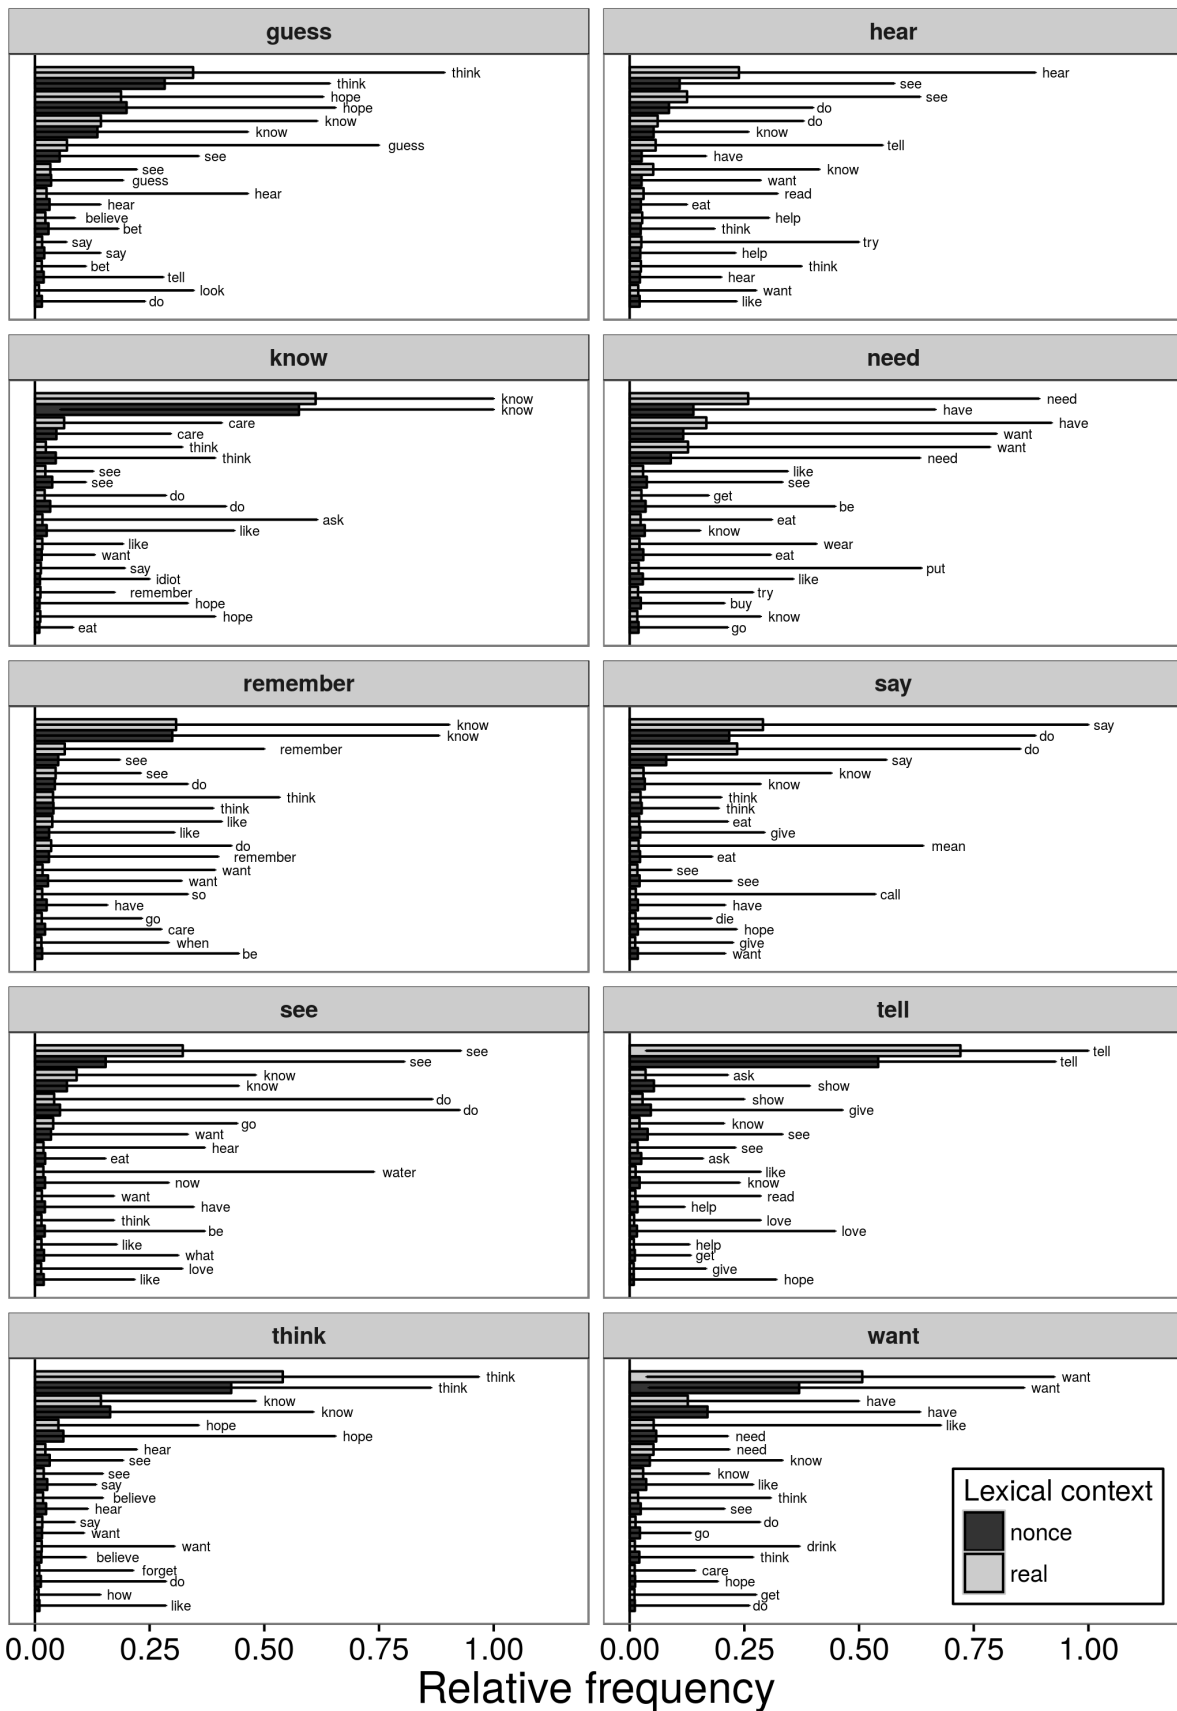 guess
think
think
hope
hope
know
know
guess
see
see
guess
hear
hear
believe
bet
say
say
bet
tell
look
do
hear
hear
see
see
do
do
know
tell
have
know
want
read
eat
help
think
try
help
think
hear
want
like
know
know
know
care
care
think
think
see
see
do
do
ask
like
like
want
say
idiot
remember
hope
hope
eat
need
need
have
have
want
want
need
like
see
get
be
eat
know
wear
eat
put
like
try
buy
know
go
remember
know
know
remember
see
see
do
think
think
like
like
do
remember
want
want
so
have
go
care
when
be
say
say
do
do
say
know
know
think
think
eat
give
mean
eat
see
see
call
have
die
hope
give
want
see
see
see
know
know
do
do
go
want
hear
eat
water
now
want
have
think
be
like
what
love
like
tell
tell
tell
ask
show
show
give
know
see
see
ask
like
know
read
help
love
love
help
get
give
hope
think
think
think
know
know
hope
hope
hear
see
see
say
believe
hear
say
want
want
believe
forget
do
how
like
want
want
want
have
have
like
need
need
know
know
like
think
see
do
go
drink
think
care
hope
get
do
Lexical context
nonce
real
0.00 0.25 0.50 0.75 1.00 0.00 0.25 0.50 0.75 1.00
Relative frequency